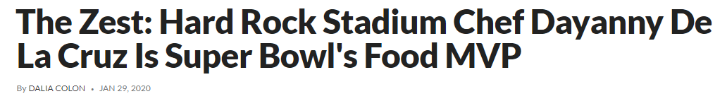 The Zest: Hard Rock Stadium Chef Dayanny De
La Cruz Is Super Bowl's Food MVP
By DALIA COLON • JAN 29, 2020